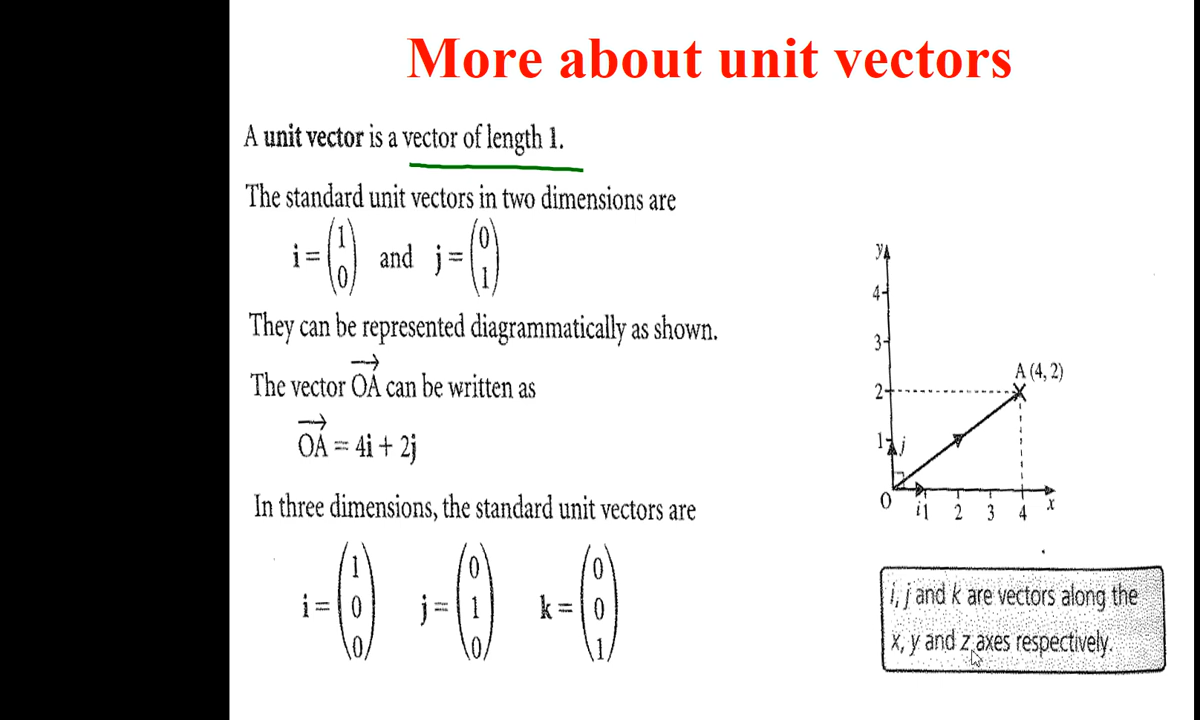 More about unit vectors
A unit vector is a vector of length 1.
The standard unit vectors in two dimensions are
i = (1 0) and j = (0 1)
They can be represented diagrammatically as shown.
The vector OA can be written as
OA = 4i + 2j
In three dimensions, the standard unit vectors are
i = (1 0 0) j = (0 1 0) k = (0 0 1)
y
4
3
A (4, 2)
2
1 j
O i 1 2 3 4 x
i, j and k are vectors along the
x, y and z axes respectively.